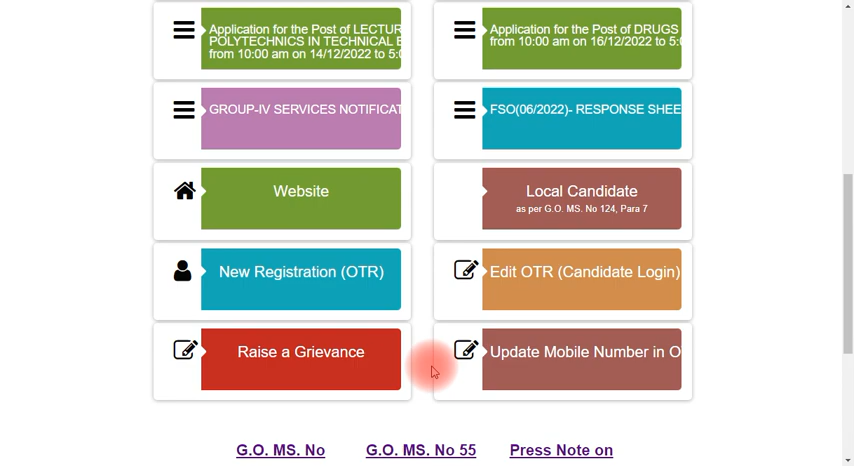 Application for the Post of LECTUR
POLYTECHNICS IN TECHNICAL E
from 10:00 am on 14/12/2022 to 5:0
Application for the Post of DRUGS
from 10:00 am on 16/12/2022 to 5:0
GROUP-IV SERVICES NOTIFICAT
FSO(06/2022)- RESPONSE SHEE
Website
Local Candidate
as per G.O. MS. No 124, Para 7
New Registration (OTR)
Edit OTR (Candidate Login)
Raise a Grievance
Update Mobile Number in O
G.O. MS. No
G.O. MS. No 55
Press Note on